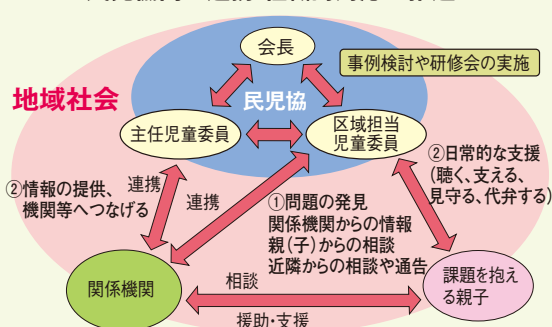 会長
事例検討や研修会の実施
地域社会
民児協
主任児童委員
区域担当
児童委員
②情報の提供、
機関等へつなげる
連携
連携
①問題の発見
関係機関からの情報
親(子)からの相談
近隣からの相談や通告
②日常的な支援
(聴く、支える、
見守る、代弁する)
関係機関
相談
援助・支援
課題を抱え
る親子